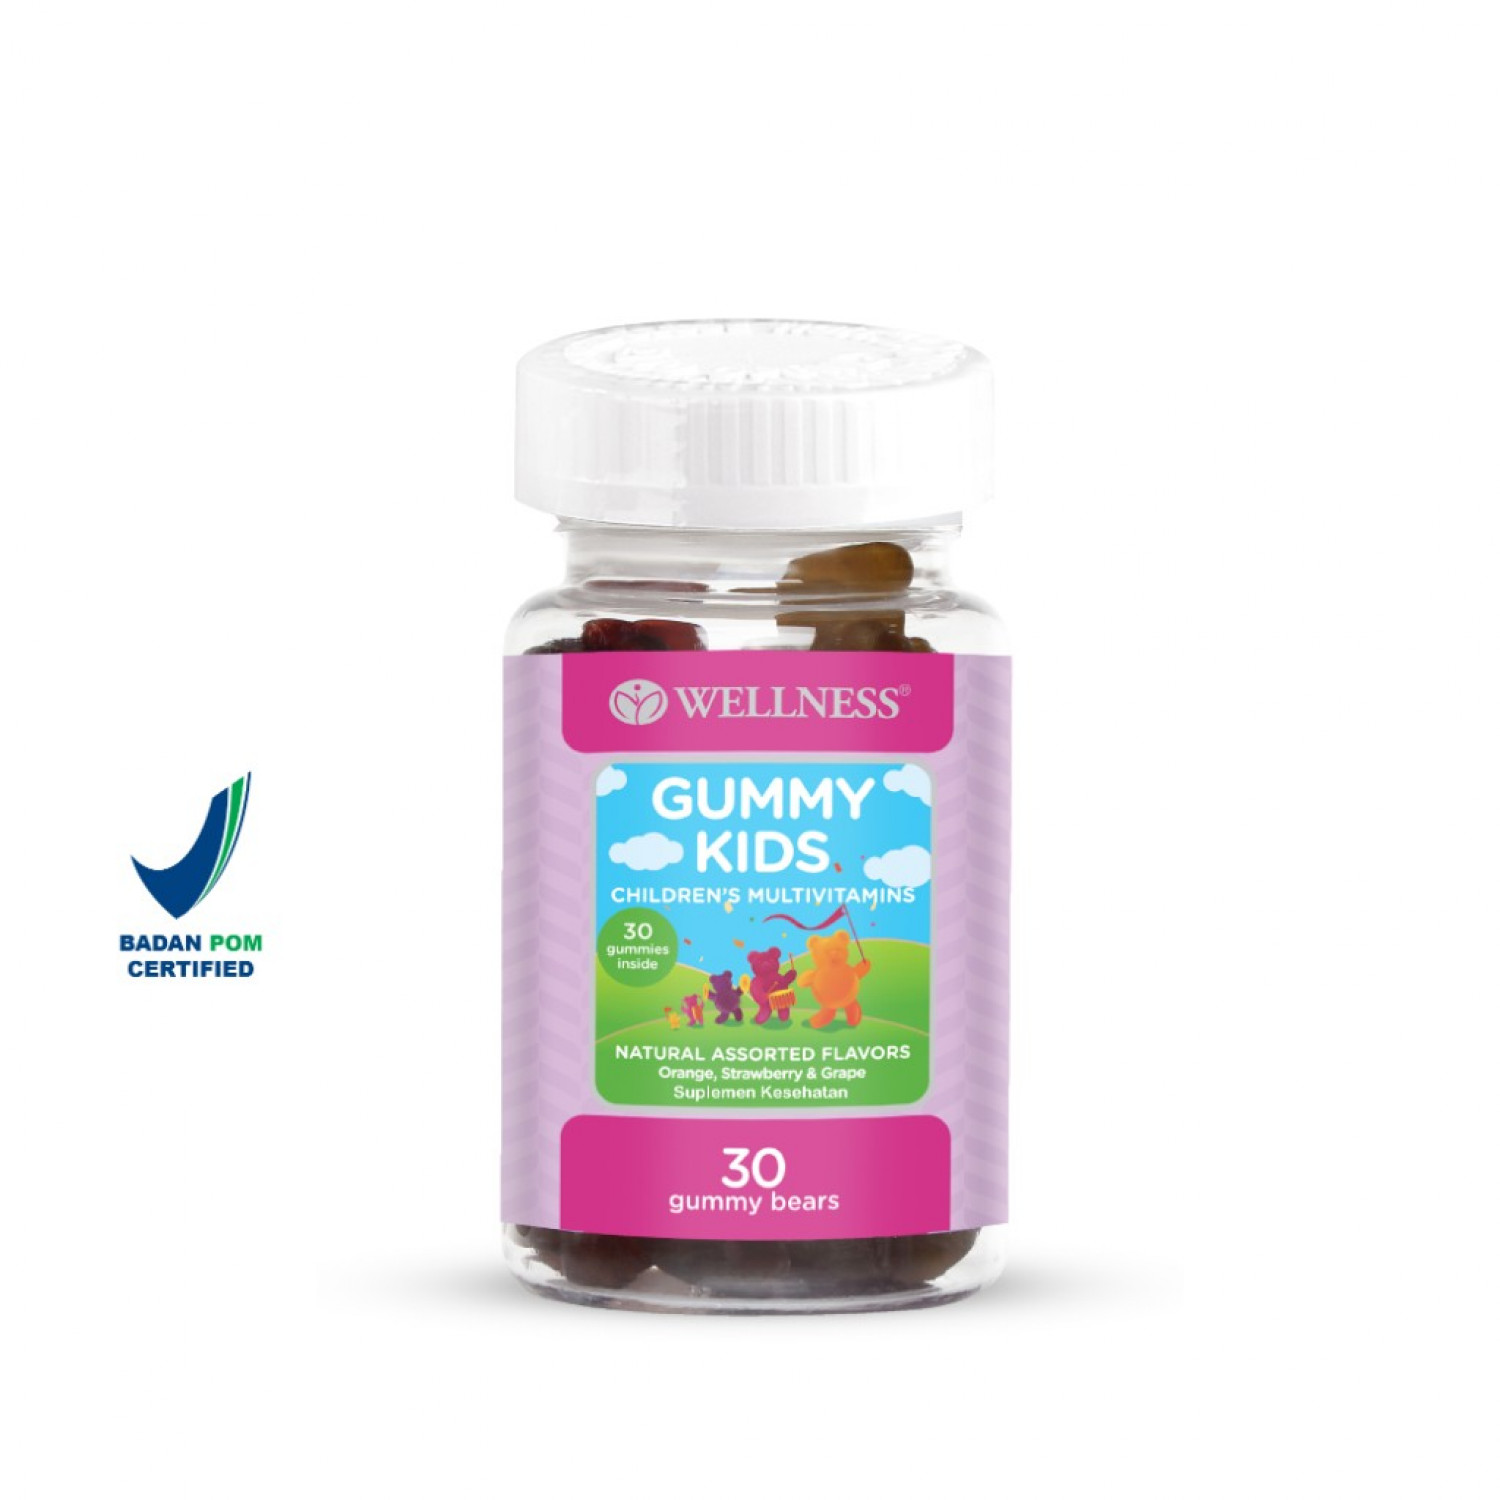 WELLNESS®
GUMMY
KIDS
CHILDREN'S MULTIVITAMINS
30
gummies
inside
NATURAL ASSORTED FLAVORS
Orange, Strawberry & Grape
Suplemen Kesehatan
30
gummy bears
BADAN POM
CERTIFIED